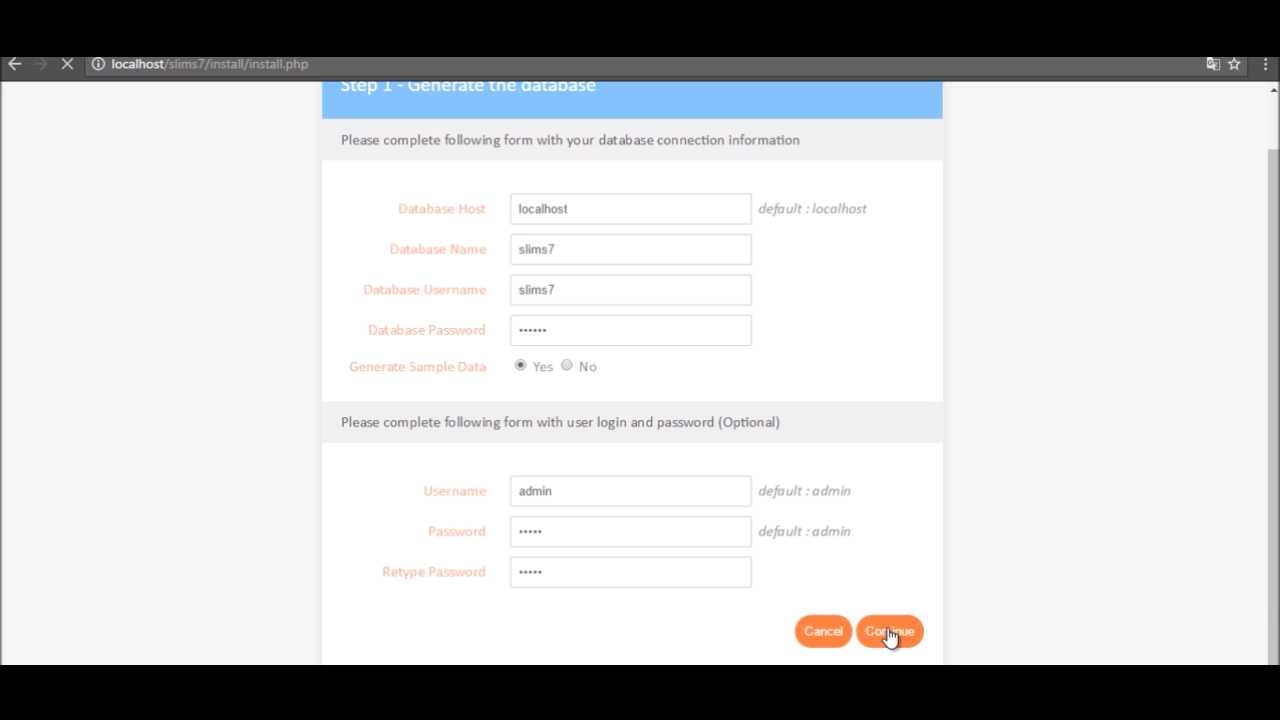 localhost/slims7/install/install.php
Step 1 - Generate the database
Please complete following form with your database connection information
Database Host localhost default : localhost
Database Name slims7
Database Username slims7
Database Password ••••••
Generate Sample Data Yes No
Please complete following form with user login and password (Optional)
Username admin default : admin
Password ••••• default : admin
Retype Password •••••
Cancel Continue